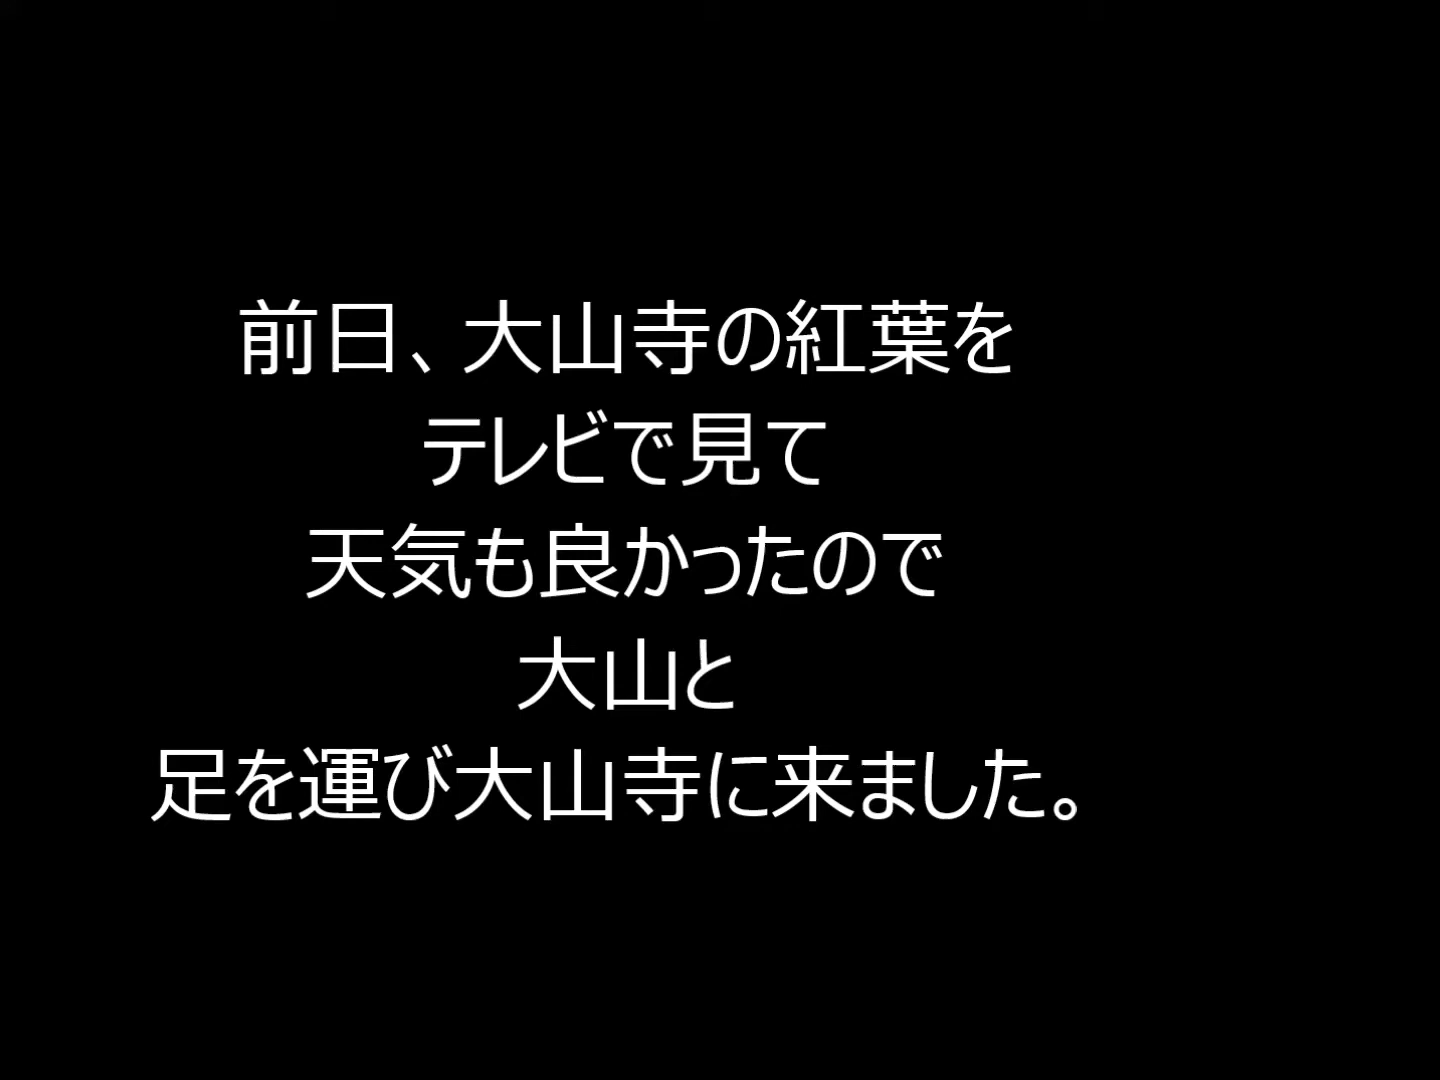 前日、大山寺の紅葉を
テレビで見て
天気も良かったので
大山と
足を運び大山寺に来ました。